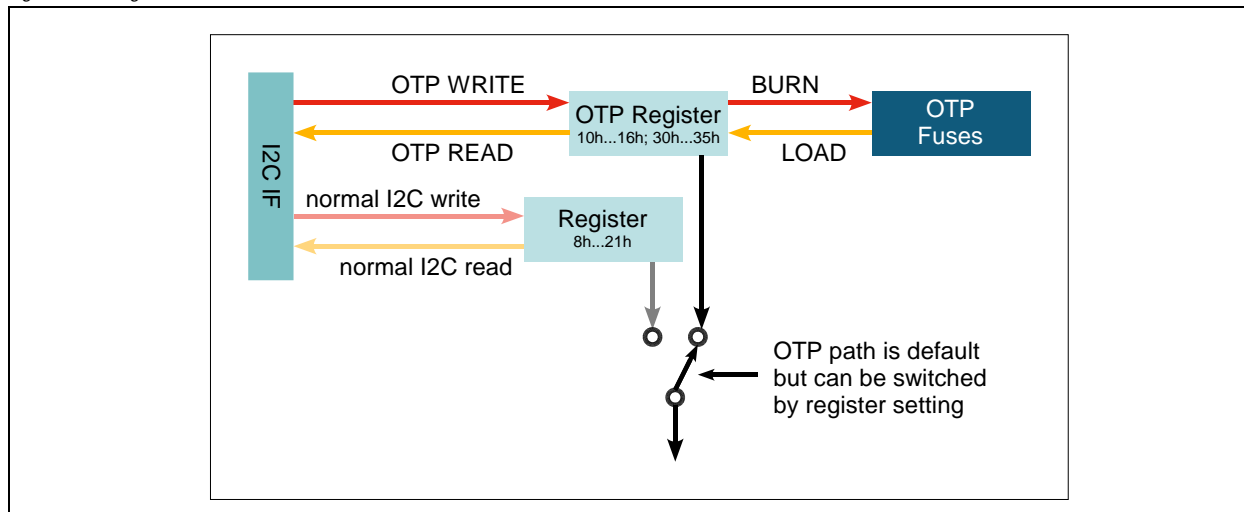 OTP WRITE
BURN
OTP Register
10h...16h; 30h...35h
OTP
Fuses
OTP READ
LOAD
I2C IF
normal I2C write
Register
8h...21h
normal I2C read
OTP path is default
but can be switched
by register setting